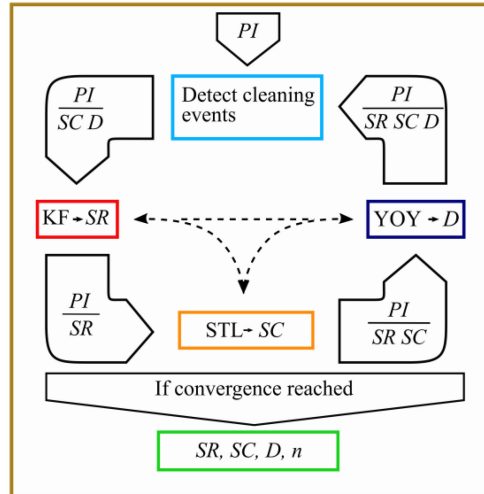 PI
PI
SC D
Detect cleaning
events
PI
SR SC D
KF → SR
YOY → D
PI
SR
STL → SC
PI
SR SC
If convergence reached
SR, SC, D, n